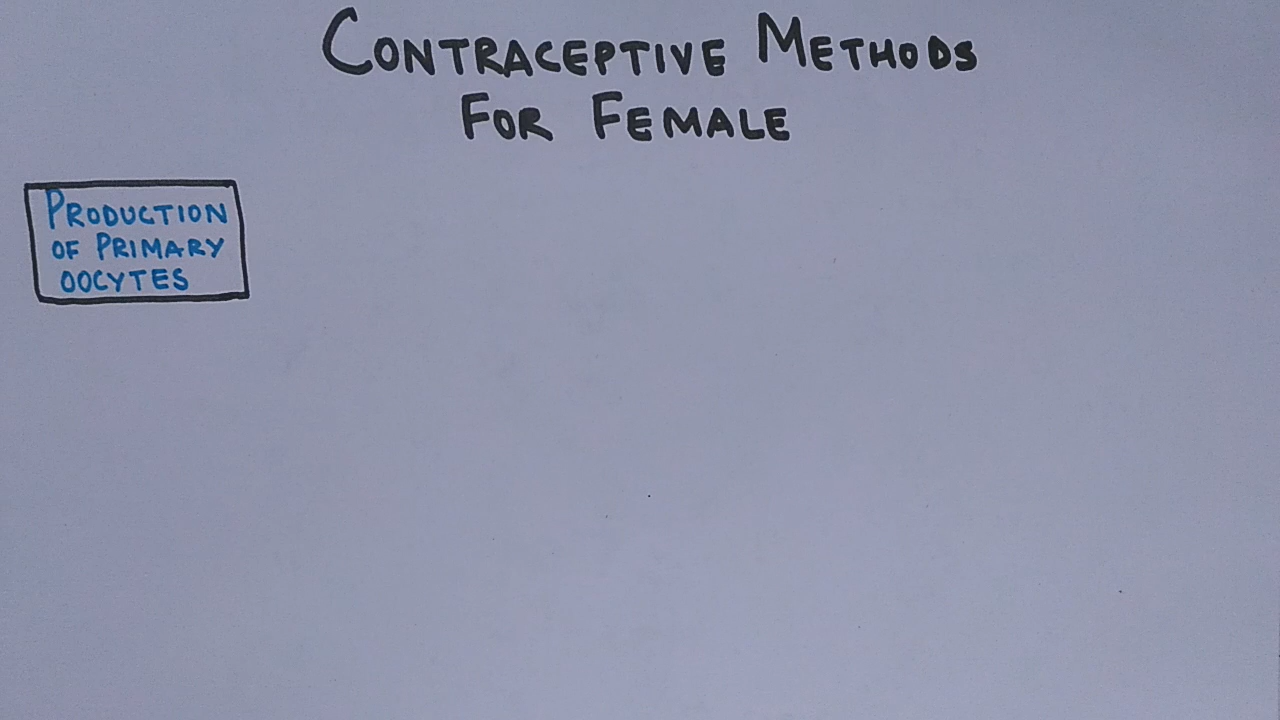 CONTRACEPTIVE METHODS
FOR FEMALE
PRODUCTION
OF PRIMARY
OOCYTES